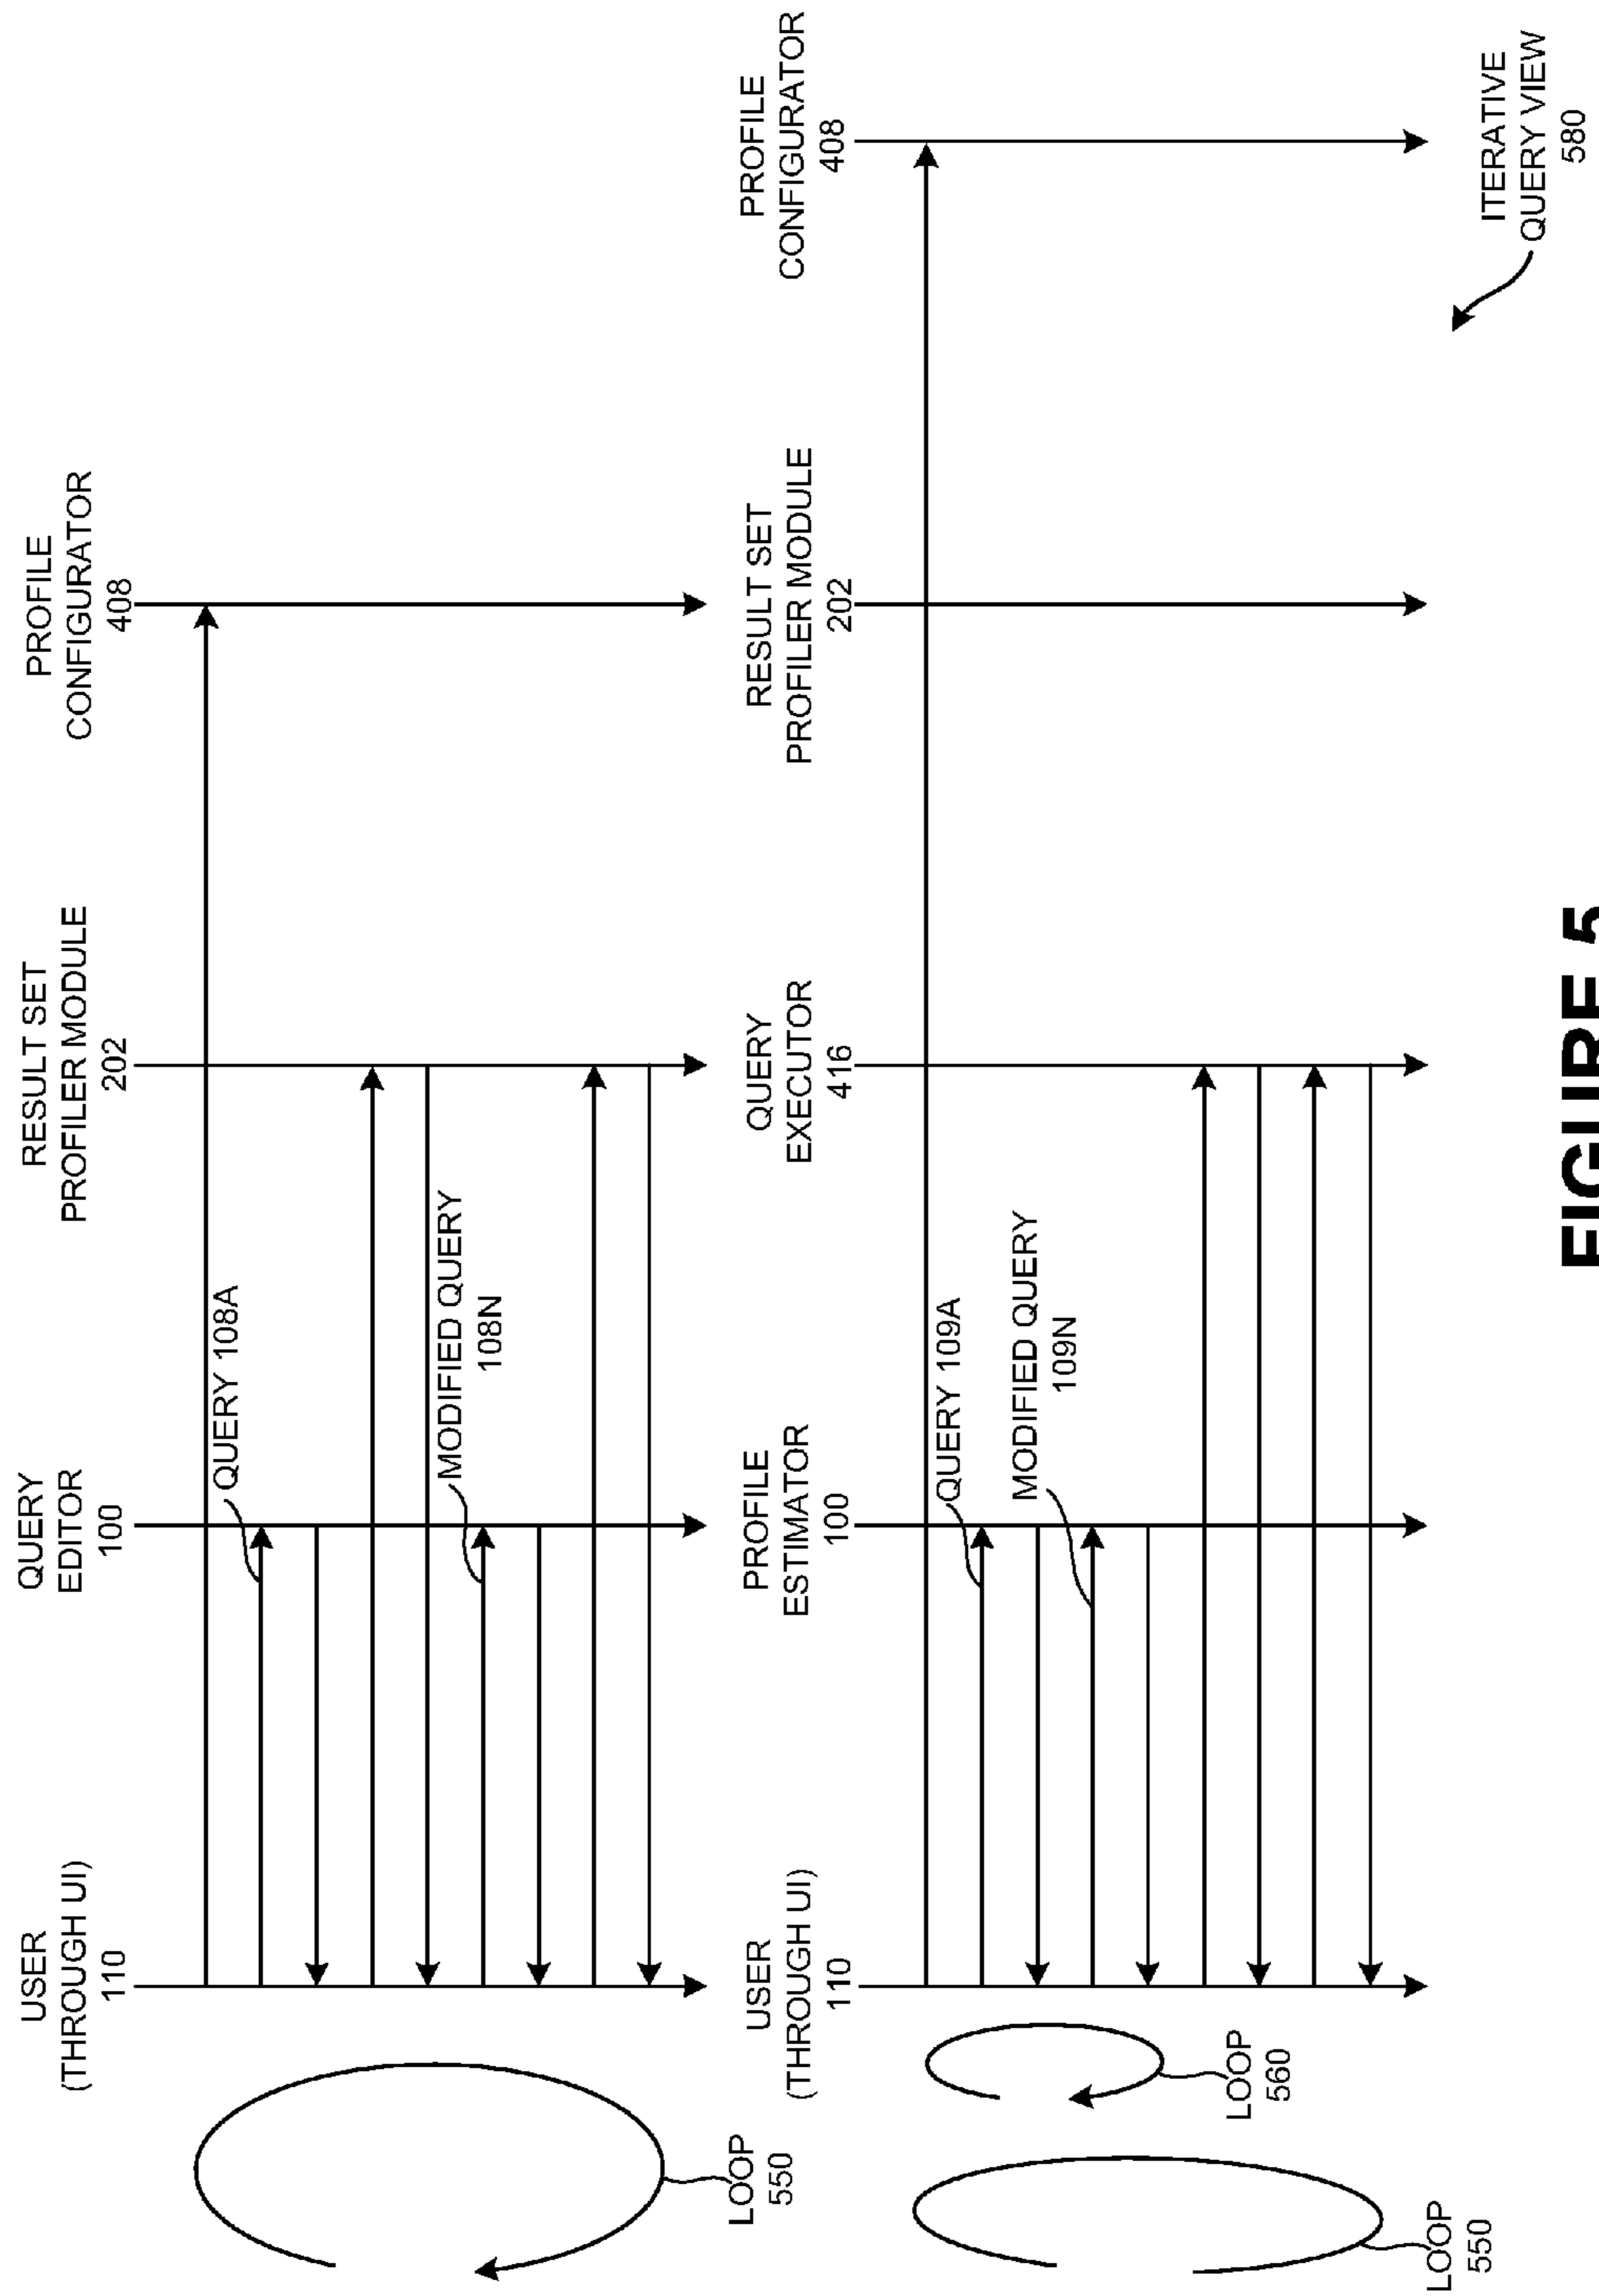 USER
(THROUGH UI)
110
QUERY
EDITOR
100
RESULT SET
PROFILER MODULE
202
PROFILE
CONFIGURATOR
408
QUERY 108A
MODIFIED QUERY
108N
LOOP
550
USER
(THROUGH UI)
110
PROFILE
ESTIMATOR
100
QUERY
EXECUTOR
416
RESULT SET
PROFILER MODULE
202
PROFILE
CONFIGURATOR
408
QUERY 109A
MODIFIED QUERY
109N
LOOP
560
LOOP
550
ITERATIVE
QUERY VIEW
580
FIGURE 5